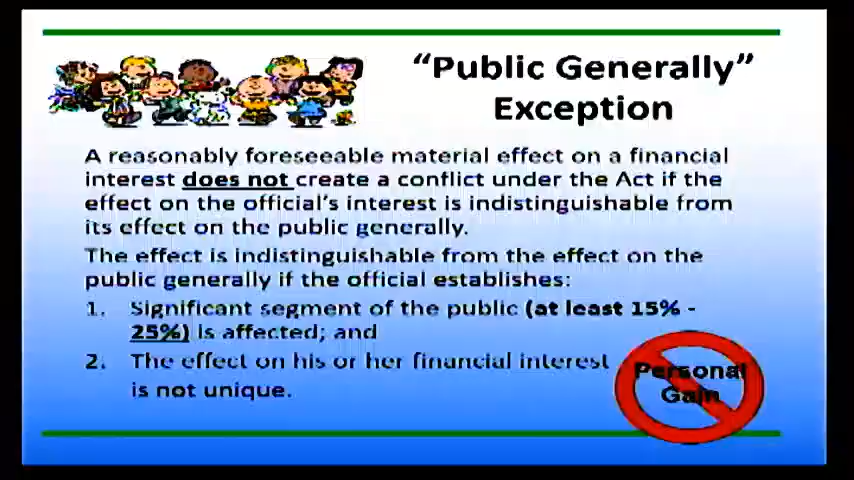 “Public Generally”
Exception
A reasonably foreseeable material effect on a financial
interest does not create a conflict under the Act if the
effect on the official's interest is indistinguishable from
its effect on the public generally.
The effect is indistinguishable from the effect on the
public generally if the official establishes:
1. Significant segment of the public (at least 15% -
25%) is affected; and
2. The effect on his or her financial interest
is not unique.
Personal
Gain